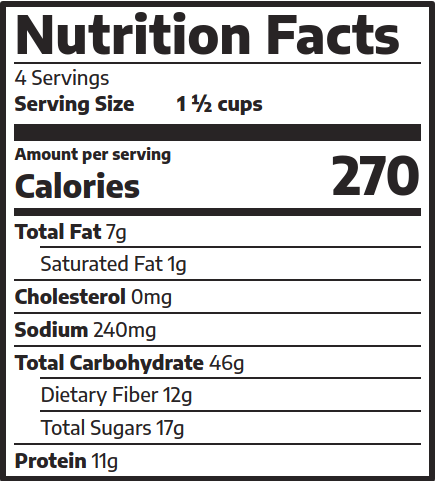 Nutrition Facts
4 Servings
Serving Size 1 ½ cups
Amount per serving
Calories 270
Total Fat 7g
Saturated Fat 1g
Cholesterol 0mg
Sodium 240mg
Total Carbohydrate 46g
Dietary Fiber 12g
Total Sugars 17g
Protein 11g